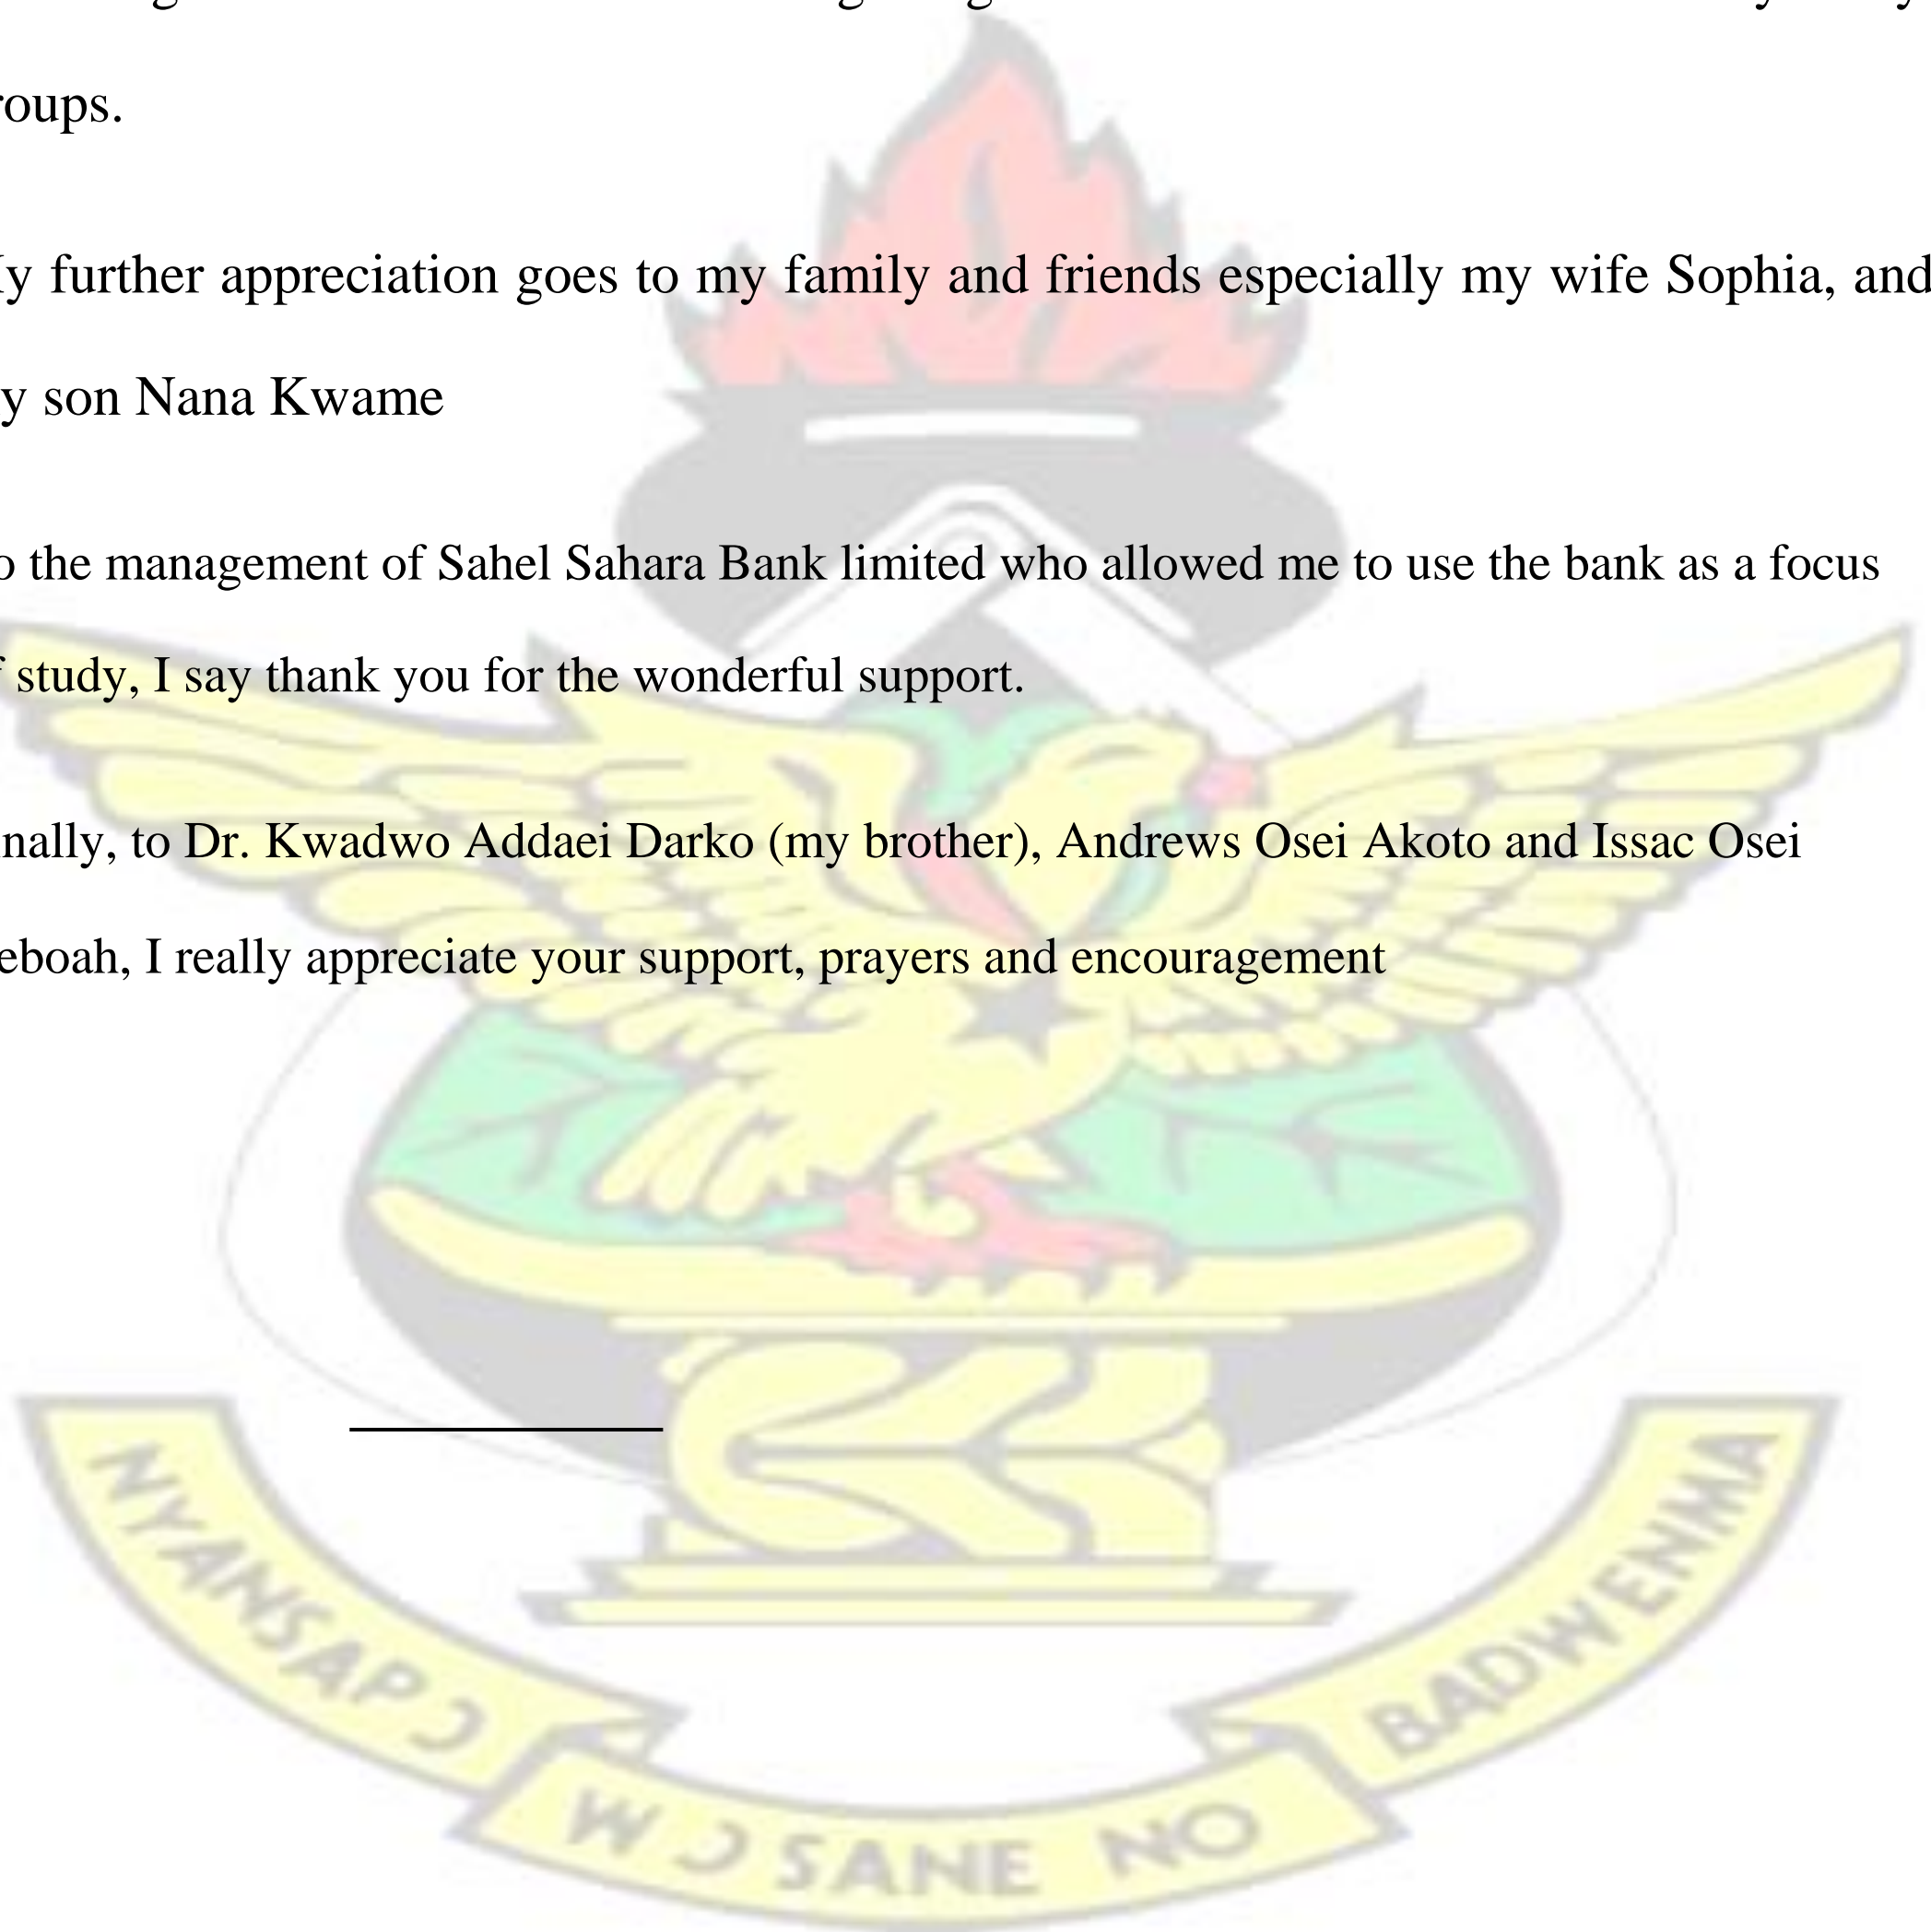 roups.
y further appreciation goes to my family and friends especially my wife Sophia, and
y son Nana Kwame
o the management of Sahel Sahara Bank limited who allowed me to use the bank as a focus
f study, I say thank you for the wonderful support.
nally, to Dr. Kwadwo Addaei Darko (my brother), Andrews Osei Akoto and Issac Osei
eboah, I really appreciate your support, prayers and encouragement
NYANSAPƆ
WƆSANE NO
BADWENMA